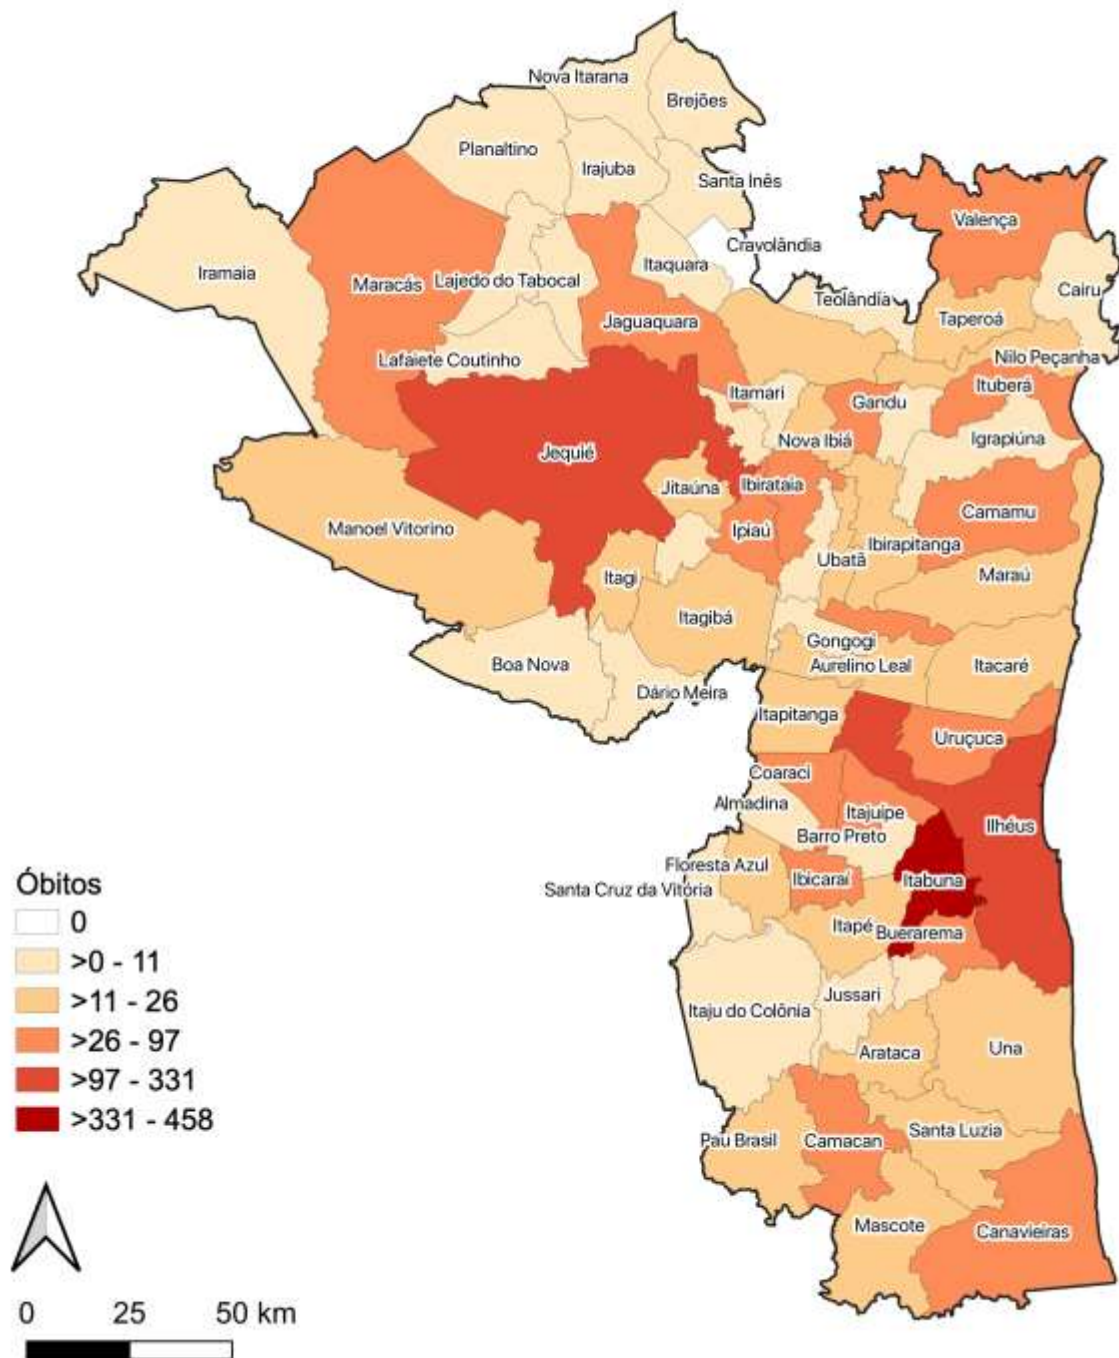 Nova Itarana
Brejões
Planaltino
Irajuba
Santa Inês
Valença
Cravolândia
Iramaia
Itaquara
Lajedo do Tabocal
Maracás
Cairu
Teolândia
Taperoá
Jaguaquara
Nilo Peçanha
Lafaiete Coutinho
Ituberá
Itamari
Gandu
Nova Ibiá
Igrapiúna
Jequié
Jitaúna
Ibirataia
Camamu
Manoel Vitorino
Ipiaú
Ibirapitanga
Ubatã
Maraú
Itagi
Itagibá
Gongogi
Boa Nova
Aurelino Leal
Itacaré
Dário Meira
Itapitanga
Uruçuca
Coaraci
Almadina
Itajuípe
Ilhéus
Barro Preto
Floresta Azul
Ibicaraí
Itabuna
Santa Cruz da Vitória
Itapé
Buerarema
Jussari
Itaju do Colônia
Arataca
Una
Santa Luzia
Pau Brasil
Camacan
Mascote
Canavieiras
Óbitos
0
>0 - 11
>11 - 26
>26 - 97
>97 - 331
>331 - 458
0 25 50 km